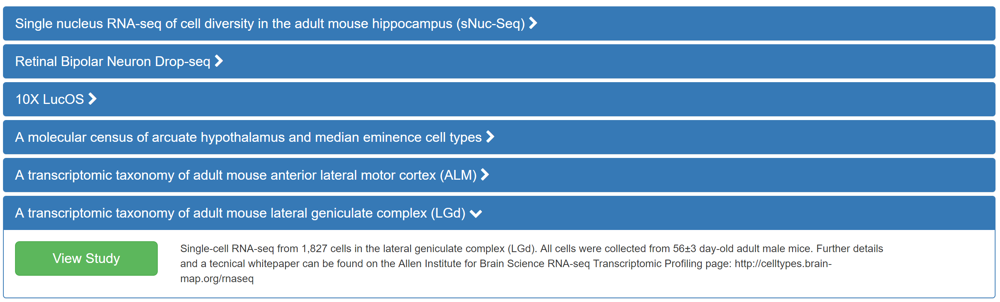 Single nucleus RNA-seq of cell diversity in the adult mouse hippocampus (sNuc-Seq)
Retinal Bipolar Neuron Drop-seq
10X LucOS
A molecular census of arcuate hypothalamus and median eminence cell types
A transcriptomic taxonomy of adult mouse anterior lateral motor cortex (ALM)
A transcriptomic taxonomy of adult mouse lateral geniculate complex (LGd)
View Study
Single-cell RNA-seq from 1,827 cells in the lateral geniculate complex (LGd). All cells were collected from 56±3 day-old adult male mice. Further details
and a tecnical whitepaper can be found on the Allen Institute for Brain Science RNA-seq Transcriptomic Profiling page: http://celltypes.brain-
map.org/rnaseq